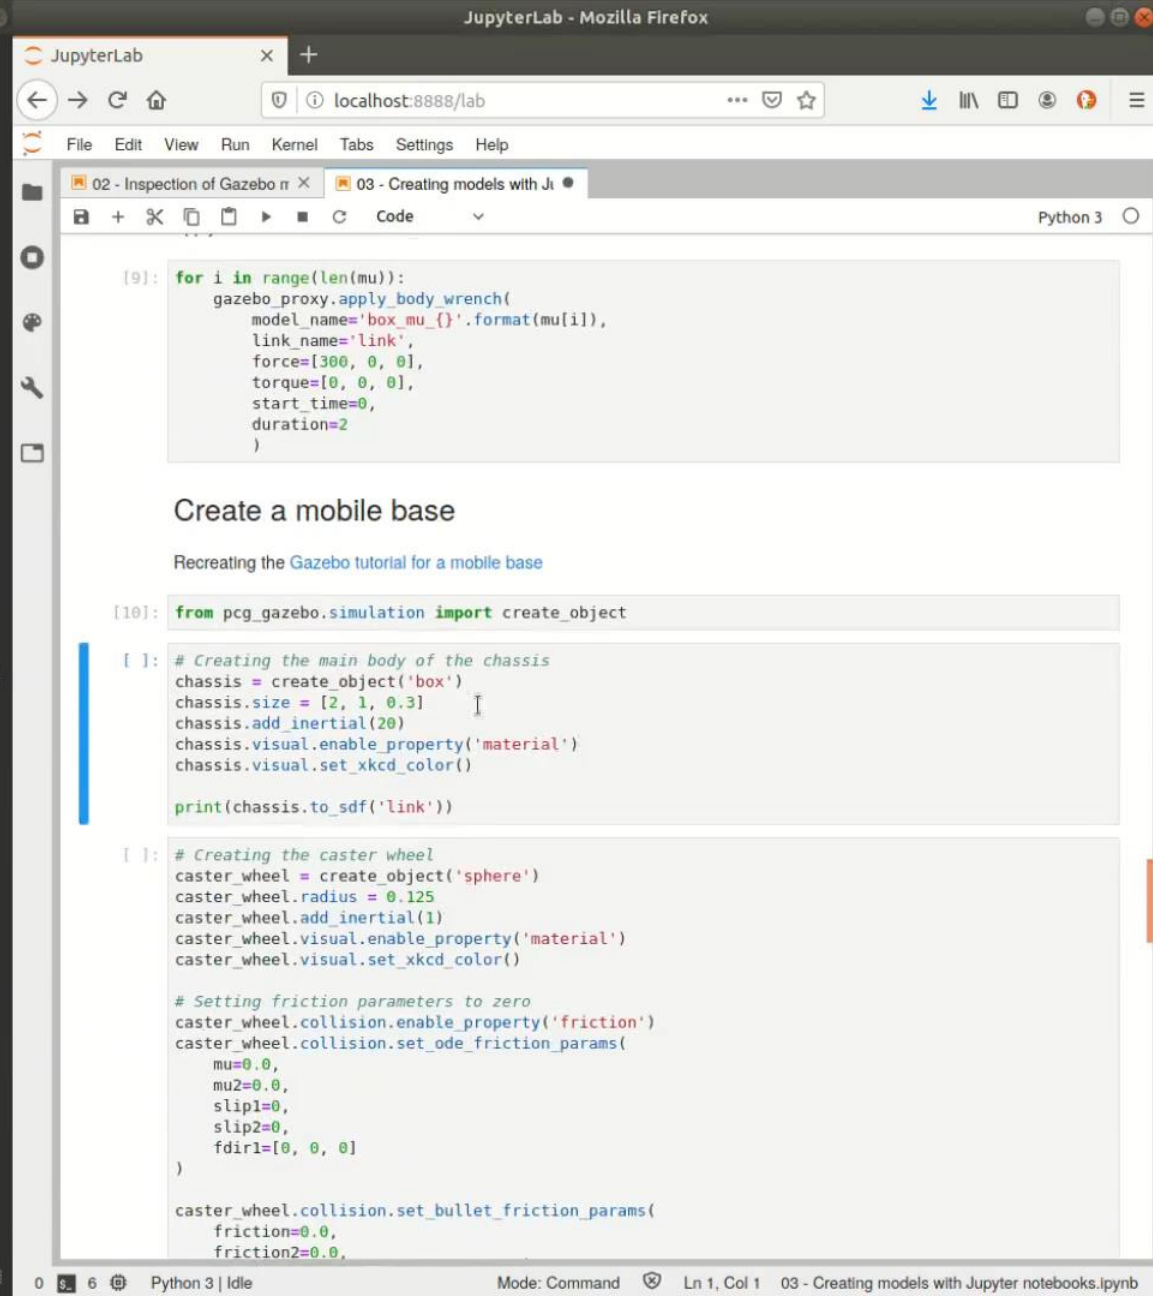 JupyterLab - Mozilla Firefox
JupyterLab
localhost:8888/lab
File Edit View Run Kernel Tabs Settings Help
02 - Inspection of Gazebo m
03 - Creating models with Ju
Code
Python 3
[9]: for i in range(len(mu)):
gazebo_proxy.apply_body_wrench(
model_name='box_mu_{}'.format(mu[i]),
link_name='link',
force=[300, 0, 0],
torque=[0, 0, 0],
start_time=0,
duration=2
)
Create a mobile base
Recreating the Gazebo tutorial for a mobile base
[10]: from pcg_gazebo.simulation import create_object
[ ]: # Creating the main body of the chassis
chassis = create_object('box')
chassis.size = [2, 1, 0.3]
chassis.add_inertial(20)
chassis.visual.enable_property('material')
chassis.visual.set_xkcd_color()
print(chassis.to_sdf('link'))
[ ]: # Creating the caster wheel
caster_wheel = create_object('sphere')
caster_wheel.radius = 0.125
caster_wheel.add_inertial(1)
caster_wheel.visual.enable_property('material')
caster_wheel.visual.set_xkcd_color()
# Setting friction parameters to zero
caster_wheel.collision.enable_property('friction')
caster_wheel.collision.set_ode_friction_params(
mu=0.0,
mu2=0.0,
slip1=0,
slip2=0,
fdir1=[0, 0, 0]
)
caster_wheel.collision.set_bullet_friction_params(
friction=0.0,
friction2=0.0,
0 6 Python 3 | Idle Mode: Command Ln 1, Col 1 03 - Creating models with Jupyter notebooks.ipynb